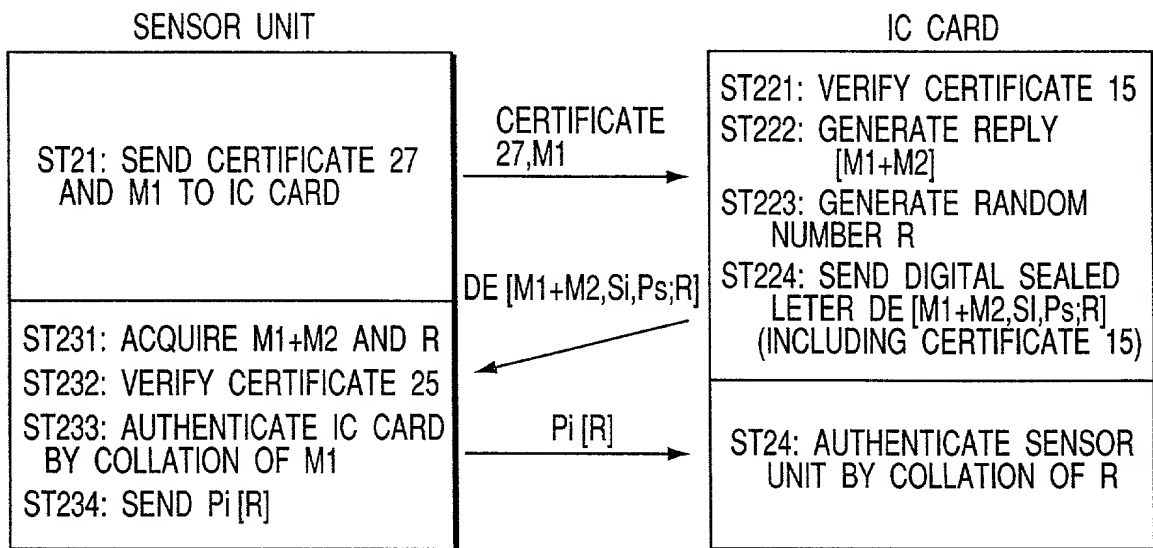 SENSOR UNIT
ST21: SEND CERTIFICATE 27
AND M1 TO IC CARD
CERTIFICATE
27,M1
IC CARD
ST221: VERIFY CERTIFICATE 15
ST222: GENERATE REPLY
[M1+M2]
ST223: GENERATE RANDOM
NUMBER R
ST224: SEND DIGITAL SEALED
LETER DE [M1+M2,SI,Ps;R]
(INCLUDING CERTIFICATE 15)
DE [M1+M2,Si,Ps;R]
ST231: ACQUIRE M1+M2 AND R
ST232: VERIFY CERTIFICATE 25
ST233: AUTHENTICATE IC CARD
BY COLLATION OF M1
ST234: SEND Pi [R]
Pi [R]
ST24: AUTHENTICATE SENSOR
UNIT BY COLLATION OF R